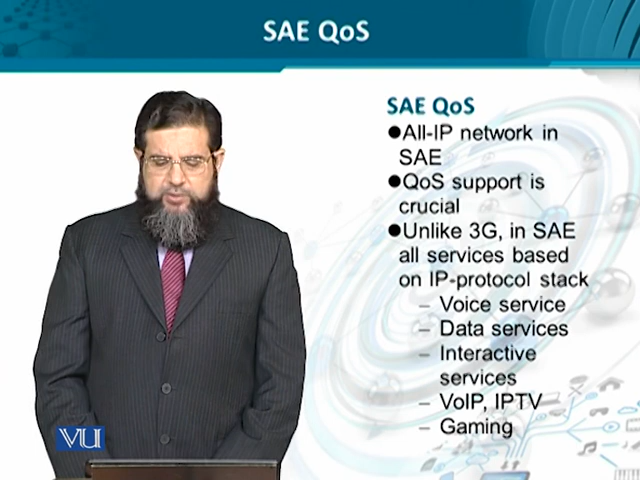 SAE QoS
SAE QoS
●All-IP network in
SAE
●QoS support is
crucial
●Unlike 3G, in SAE
all services based
on IP-protocol stack
– Voice service
– Data services
– Interactive
services
– VoIP, IPTV
– Gaming
VU